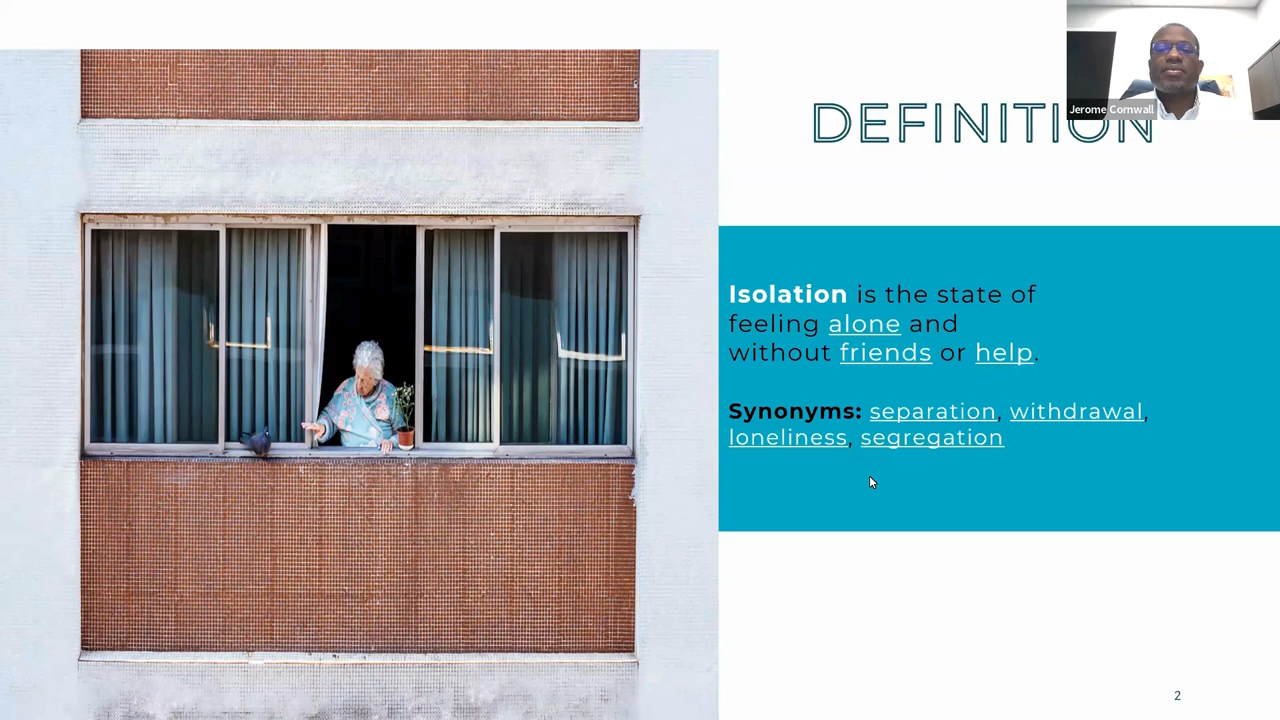 DEFINITION
Jerome Cornwall
Isolation is the state of
feeling alone and
without friends or help.
Synonyms: separation, withdrawal,
loneliness, segregation
2